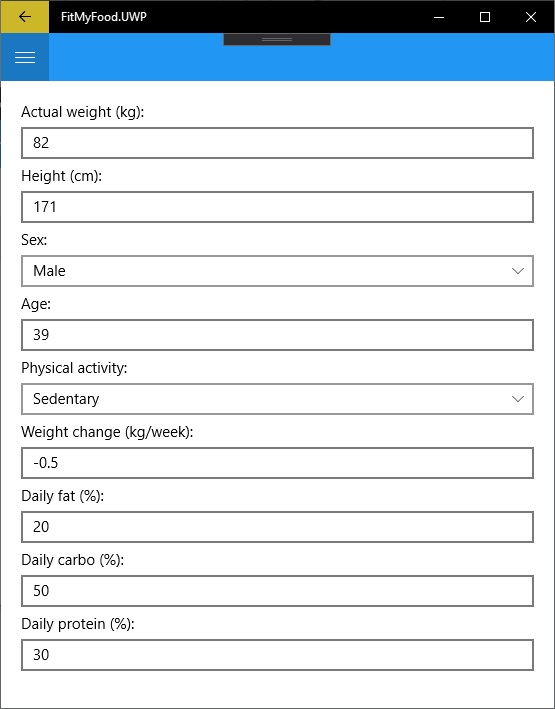 FitMyFood.UWP
Actual weight (kg):
82
Height (cm):
171
Sex:
Male
Age:
39
Physical activity:
Sedentary
Weight change (kg/week):
-0.5
Daily fat (%):
20
Daily carbo (%):
50
Daily protein (%):
30